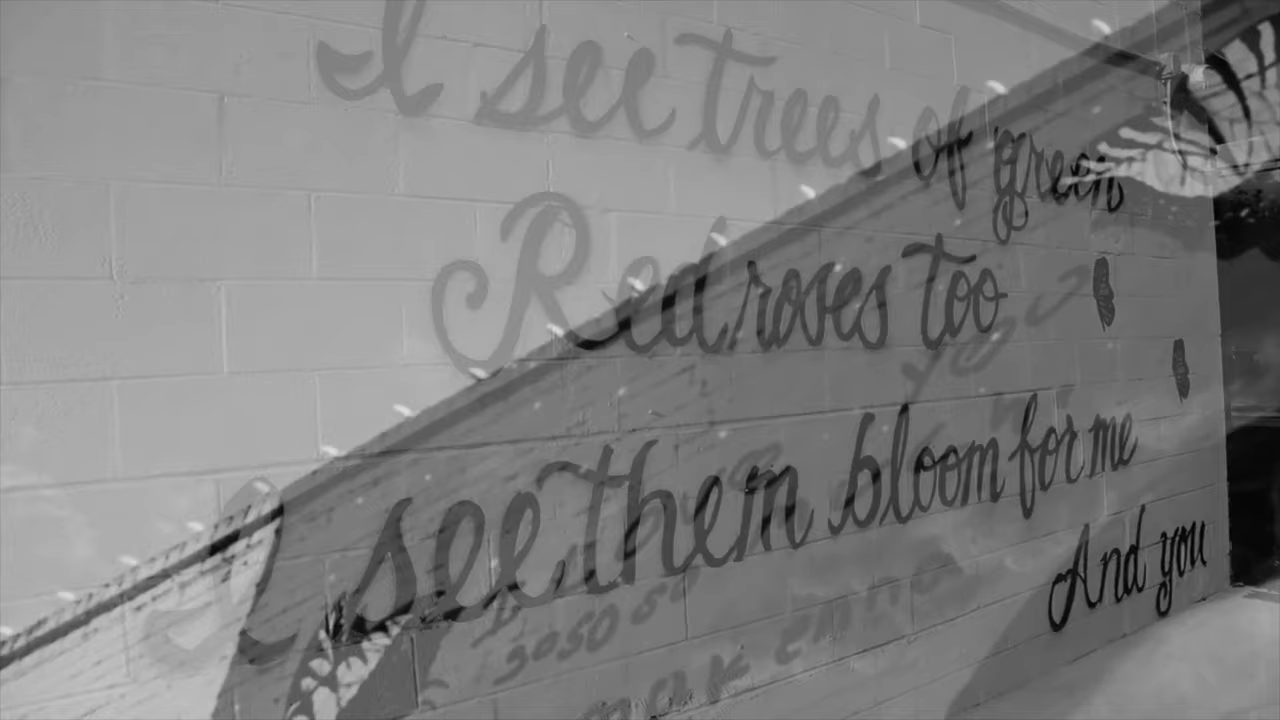 I see trees of green
Red roses too
I see them bloom for me
And you